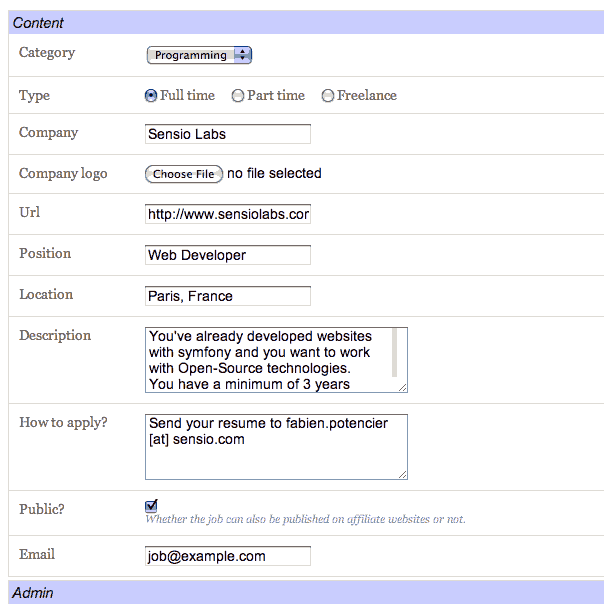 Content
Category Programming
Type Full time Part time Freelance
Company Sensio Labs
Company logo Choose File no file selected
Url http://www.sensiolabs.cor
Position Web Developer
Location Paris, France
Description You've already developed websites
with symfony and you want to work
with Open-Source technologies.
You have a minimum of 3 years
How to apply? Send your resume to fabien.potencier
[at] sensio.com
Public?
Whether the job can also be published on affiliate websites or not.
Email job@example.com
Admin